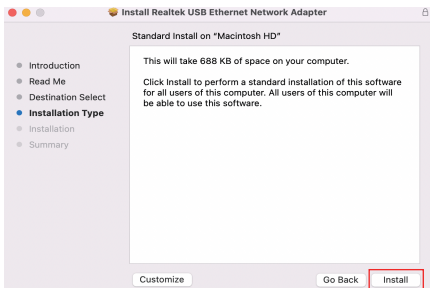 Install Realtek USB Ethernet Network Adapter
Standard Install on “Macintosh HD”
Introduction
Read Me
Destination Select
Installation Type
Installation
Summary
This will take 688 KB of space on your computer.
Click Install to perform a standard installation of this software
for all users of this computer. All users of this computer will
be able to use this software.
Customize
Go Back
Install